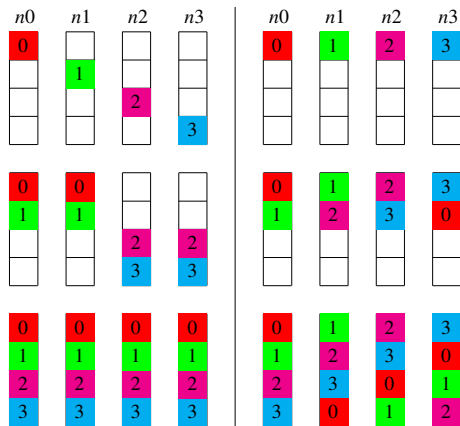 n0 n1 n2 n3 n0 n1 n2 n3
0 0 1 2 3
1
2
3
0 0 0 1 2 3
1 1 1 2 3 0
2 2
3 3
0 0 0 0 0 1 2 3
1 1 1 1 1 2 3 0
2 2 2 2 2 3 0 1
3 3 3 3 3 0 1 2